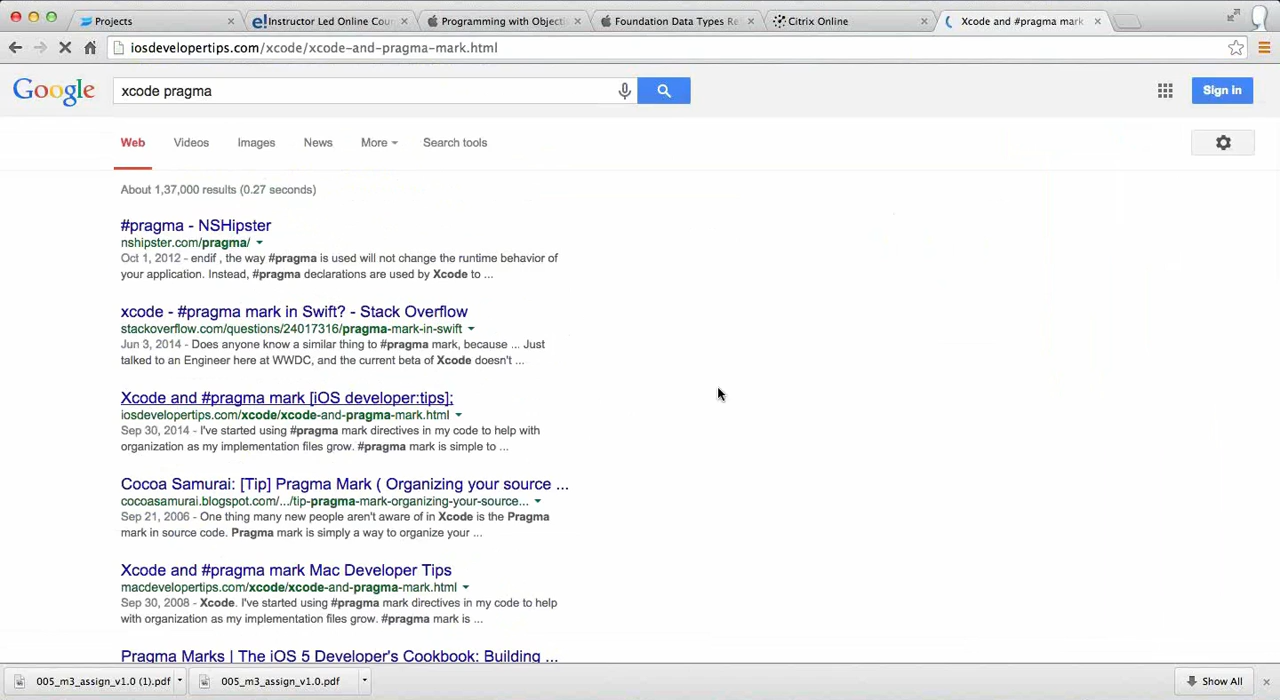 Projects
e! Instructor Led Online Cou
Programming with Objecti
Foundation Data Types Re
Citrix Online
Xcode and #pragma mark
iosdevelopertips.com/xcode/xcode-and-pragma-mark.html
Google
xcode pragma
Sign in
Web
Videos
Images
News
More
Search tools
About 1,37,000 results (0.27 seconds)
#pragma - NSHipster
nshipster.com/pragma/
Oct 1, 2012 - endif , the way #pragma is used will not change the runtime behavior of
your application. Instead, #pragma declarations are used by Xcode to ...
xcode - #pragma mark in Swift? - Stack Overflow
stackoverflow.com/questions/24017316/pragma-mark-in-swift
Jun 3, 2014 - Does anyone know a similar thing to #pragma mark, because ... Just
talked to an Engineer here at WWDC, and the current beta of Xcode doesn't ...
Xcode and #pragma mark [iOS developer:tips];
iosdevelopertips.com/xcode/xcode-and-pragma-mark.html
Sep 30, 2014 - I've started using #pragma mark directives in my code to help with
organization as my implementation files grow. #pragma mark is simple to ...
Cocoa Samurai: [Tip] Pragma Mark ( Organizing your source ...
cocoasamurai.blogspot.com/.../tip-pragma-mark-organizing-your-source...
Sep 21, 2006 - One thing many new people aren't aware of in Xcode is the Pragma
mark in source code. Pragma mark is simply a way to organize your ...
Xcode and #pragma mark Mac Developer Tips
macdevelopertips.com/xcode/xcode-and-pragma-mark.html
Sep 30, 2008 - Xcode. I've started using #pragma mark directives in my code to help
with organization as my implementation files grow. #pragma mark is ...
Pragma Marks | The iOS 5 Developer's Cookbook: Building ...
005_m3_assign_v1.0 (1).pdf
005_m3_assign_v1.0.pdf
Show All